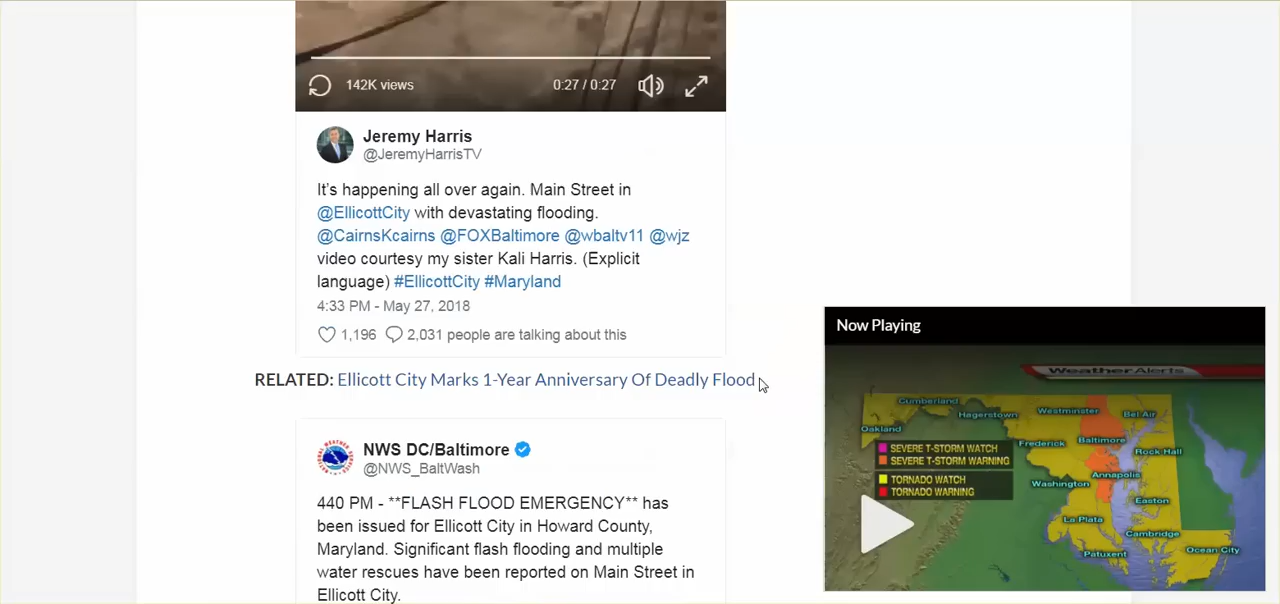 142K views
0:27 / 0:27
Jeremy Harris
@JeremyHarrisTV
It's happening all over again. Main Street in
@EllicottCity with devastating flooding.
@CairnsKcairns @FOXBaltimore @wbaltv11 @wjz
video courtesy my sister Kali Harris. (Explicit
language) #EllicottCity #Maryland
4:33 PM - May 27, 2018
1,196 2,031 people are talking about this
RELATED: Ellicott City Marks 1-Year Anniversary Of Deadly Flood
NWS DC/Baltimore
@NWS_BaltWash
440 PM - **FLASH FLOOD EMERGENCY** has
been issued for Ellicott City in Howard County,
Maryland. Significant flash flooding and multiple
water rescues have been reported on Main Street in
Ellicott City.
Now Playing
Weather Alerts
Cumberland
Hagerstown
Westminster
Bel Air
Oakland
Frederick
Baltimore
Rock Hall
SEVERE T-STORM WATCH
SEVERE T-STORM WARNING
TORNADO WATCH
TORNADO WARNING
Annapolis
Washington
Easton
La Plata
Cambridge
Patuxent
Ocean City